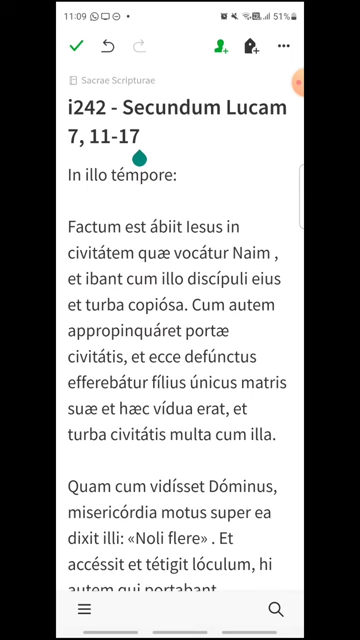 11:09
51%
Sacrae Scripturae
i242 - Secundum Lucam
7, 11-17
In illo témpore:
Factum est ábiit Iesus in
civitátem quæ vocátur Naim ,
et ibant cum illo discípuli eius
et turba copiósa. Cum autem
appropinquáret portæ
civitátis, et ecce defúnctus
efferebátur fílius únicus matris
suæ et hæc vídua erat, et
turba civitátis multa cum illa.
Quam cum vidísset Dóminus,
misericórdia motus super ea
dixit illi: «Noli flere» . Et
accéssit et tétigit lóculum, hi
autem qui portabant